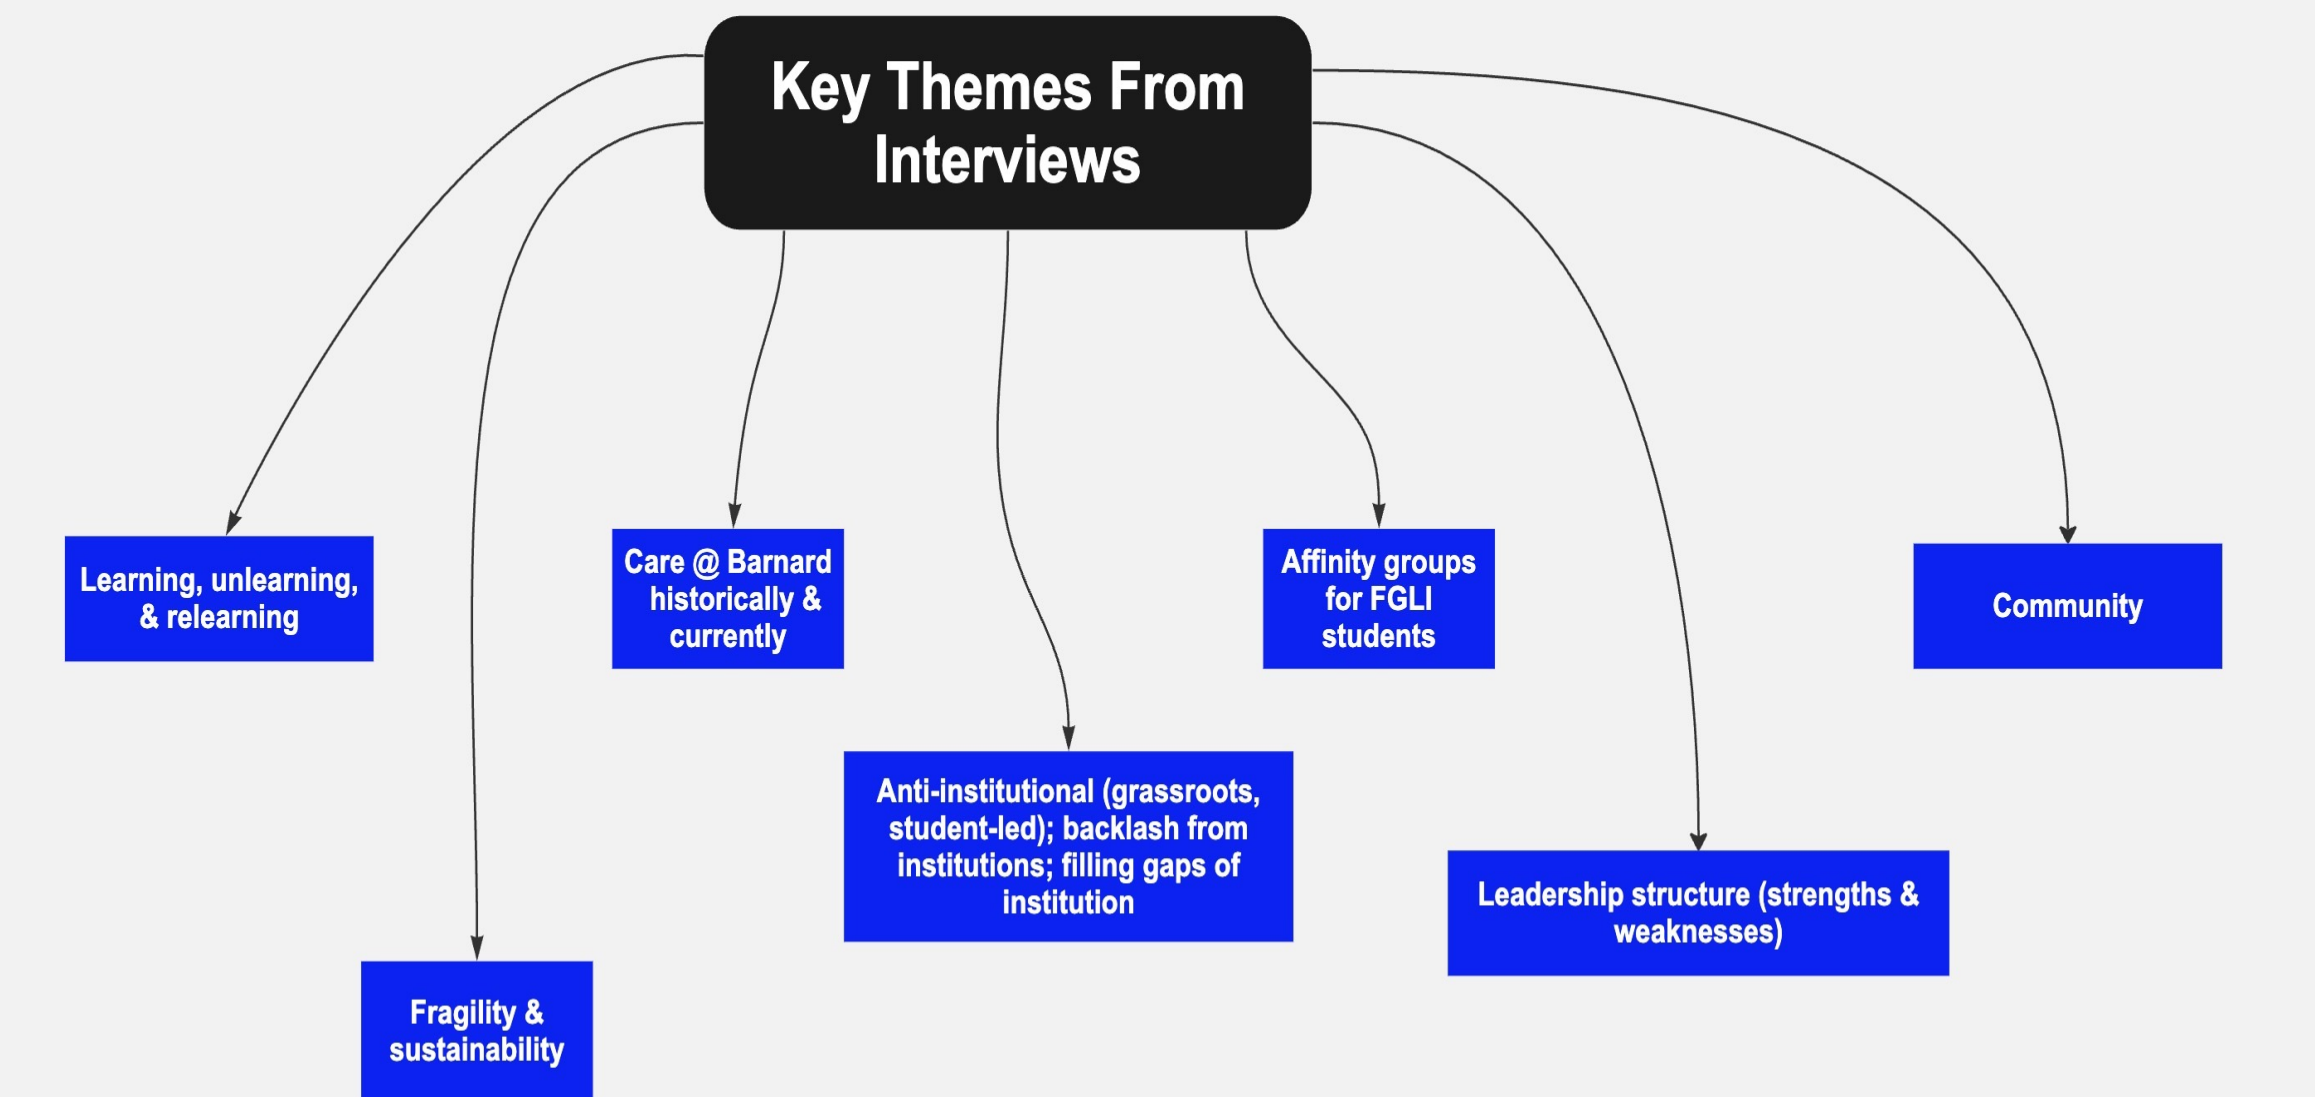 Key Themes From
Interviews
Learning, unlearning,
& relearning
Care @ Barnard
historically &
currently
Affinity groups
for FGLI
students
Community
Anti-institutional (grassroots,
student-led); backlash from
institutions; filling gaps of
institution
Leadership structure (strengths &
weaknesses)
Fragility &
sustainability